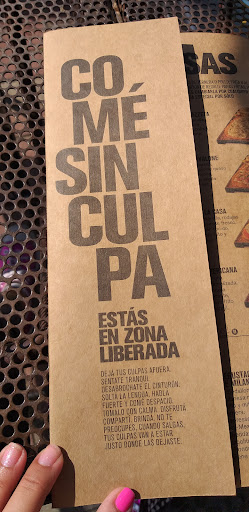 CO
MÉ
SIN
CUL
PA
ESTÁS
EN ZONA
LIBERADA
DEJÁ TUS CULPAS AFUERA.
SENTATE TRANQUI.
DESABROCHATE EL CINTURÓN.
SOLTÁ LA LENGUA. HABLÁ
FUERTE Y COMÉ DESPACIO.
TOMALO CON CALMA. DISFRUTÁ
COMPARTÍ. BRINDÁ. NO TE
PREOCUPES, CUANDO SALGAS,
TUS CULPAS VAN A ESTAR
JUSTO DONDE LAS DEJASTE.
SAS